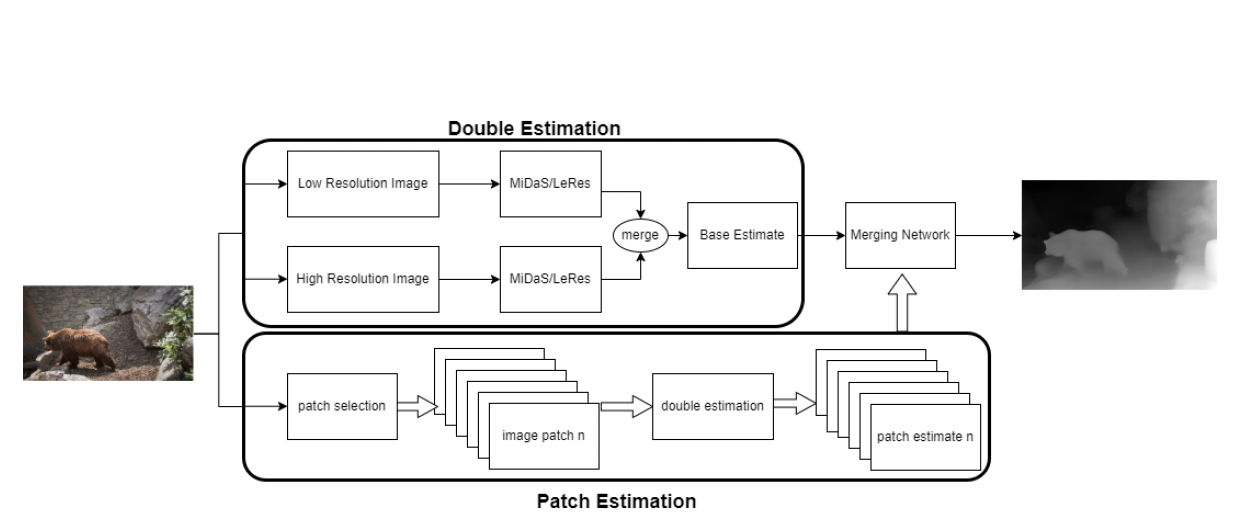 Double Estimation
Low Resolution Image
MiDaS/LeRes
High Resolution Image
MiDaS/LeRes
merge
Base Estimate
Merging Network
patch selection
image patch n
double estimation
patch estimate n
Patch Estimation